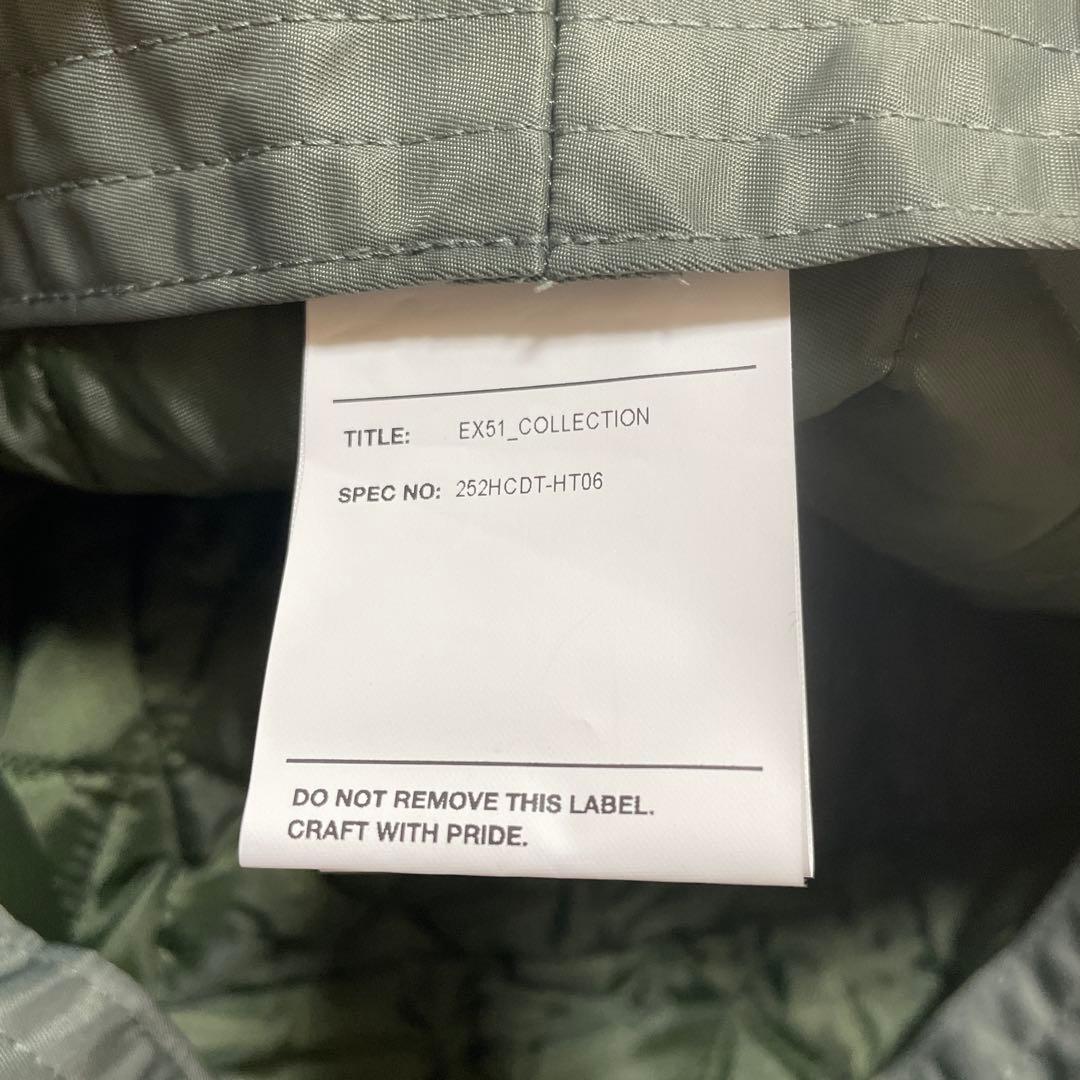 TITLE: EX51_COLLECTION
SPEC NO: 252HCDT-HT06
DO NOT REMOVE THIS LABEL.
CRAFT WITH PRIDE.